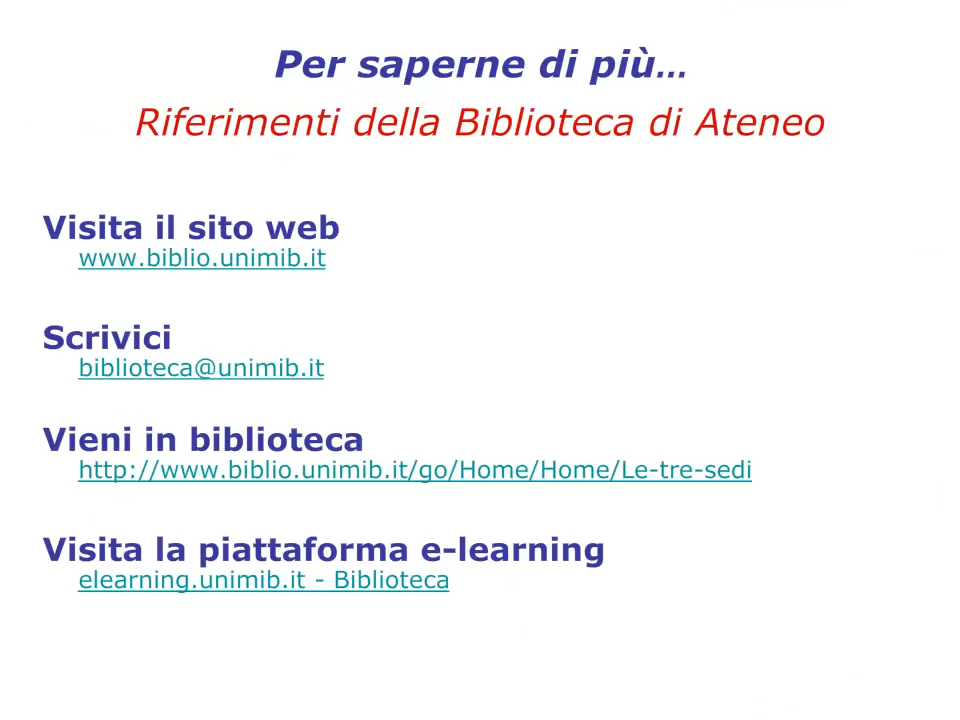 Per saperne di più…
Riferimenti della Biblioteca di Ateneo
Visita il sito web
www.biblio.unimib.it
Scrivici
biblioteca@unimib.it
Vieni in biblioteca
http://www.biblio.unimib.it/go/Home/Home/Le-tre-sedi
Visita la piattaforma e-learning
elearning.unimib.it - Biblioteca